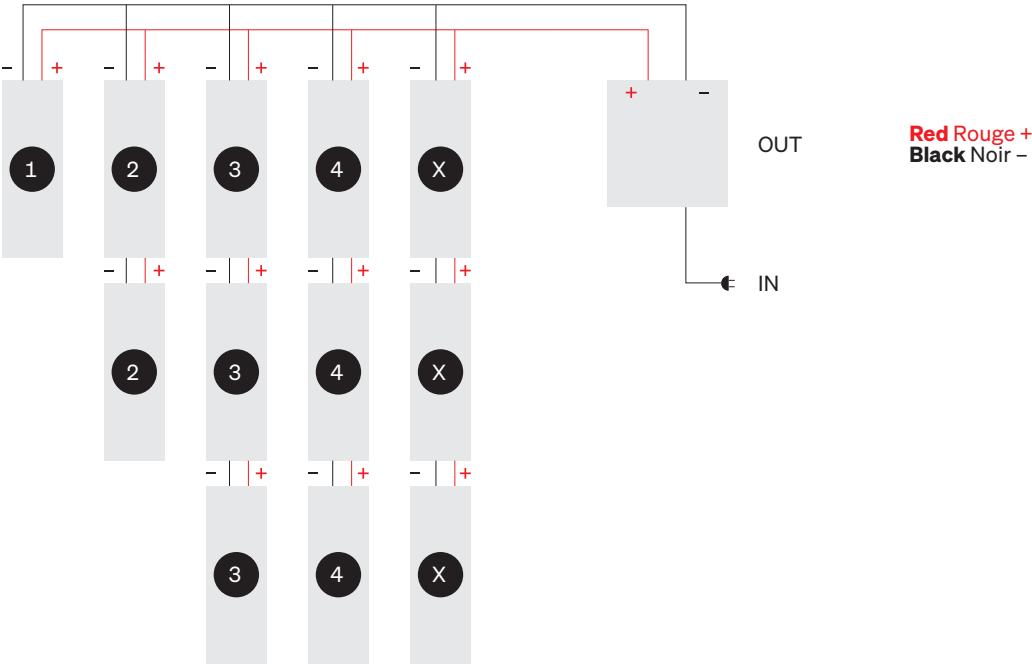 – + – + – + – + – +
+ –
1 2 3 4 X
OUT
Red Rouge +
Black Noir –
– + – + – + – +
IN
2 3 4 X
– + – + – +
3 4 X